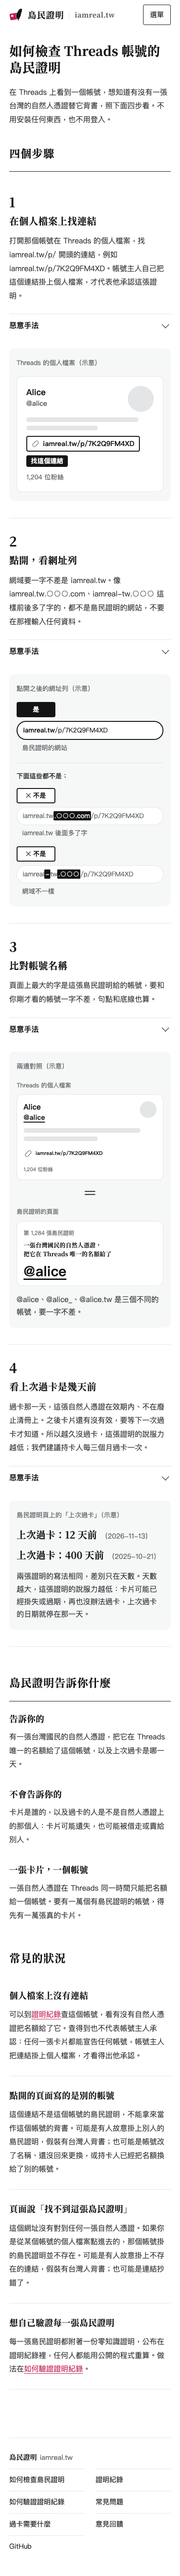 島民證明 iamreal.tw
選單
如何檢查 Threads 帳號的
島民證明
在 Threads 上看到一個帳號，想知道有沒有一張
台灣的自然人憑證替它背書，照下面四步看。不
用安裝任何東西，也不用登入。
四個步驟
1
在個人檔案上找連結
打開那個帳號在 Threads 的個人檔案，找
iamreal.tw/p/ 開頭的連結，例如
iamreal.tw/p/7K2Q9FM4XD。帳號主人自己把
這個連結掛上個人檔案，才代表他承認這張證
明。
惡意手法
Threads 的個人檔案（示意）
Alice
@alice
iamreal.tw/p/7K2Q9FM4XD
找這個連結
1,204 位粉絲
2
點開，看網址列
網域要一字不差是 iamreal.tw。像
iamreal.tw.○○○.com、iamreal-tw.○○○ 這
樣前後多了字的，都不是島民證明的網站，不要
在那裡輸入任何資料。
惡意手法
點開之後的網址列（示意）
是
iamreal.tw/p/7K2Q9FM4XD
島民證明的網站
下面這些都不是：
✕ 不是
iamreal.tw.○○○.com/p/7K2Q9FM4XD
iamreal.tw 後面多了字
✕ 不是
iamreal-tw.○○○/p/7K2Q9FM4XD
網域不一樣
3
比對帳號名稱
頁面上最大的字是這張島民證明給的帳號，要和
你剛才看的帳號一字不差，句點和底線也算。
惡意手法
兩邊對照（示意）
Threads 的個人檔案
Alice
@alice
iamreal.tw/p/7K2Q9FM4XD
1,204 位粉絲
島民證明的頁面
第 1,284 張島民證明
一張台灣國民的自然人憑證，
把它在 Threads 唯一的名額給了
@alice
@alice、@alice_、@alice.tw 是三個不同的
帳號，要一字不差。
4
看上次過卡是幾天前
過卡那一天，這張自然人憑證在效期內、不在廢
止清冊上。之後卡片還有沒有效，要等下一次過
卡才知道。所以越久沒過卡，這張證明的說服力
越低；我們建議持卡人每三個月過卡一次。
惡意手法
島民證明頁上的「上次過卡」（示意）
上次過卡：12 天前 （2026-11-13）
上次過卡：400 天前 （2025-10-21）
兩張證明的寫法相同，差別只在天數。天數
越大，這張證明的說服力越低：卡片可能已
經掛失或過期，再也沒辦法過卡，上次過卡
的日期就停在那一天。
島民證明告訴你什麼
告訴你的
有一張台灣國民的自然人憑證，把它在 Threads
唯一的名額給了這個帳號，以及上次過卡是哪一
天。
不會告訴你的
卡片是誰的、以及過卡的人是不是自然人憑證上
的那個人：卡片可能遺失，也可能被借走或賣給
別人。
一張卡片，一個帳號
一張自然人憑證在 Threads 同一時間只能把名額
給一個帳號。要有一萬個有島民證明的帳號，得
先有一萬張真的卡片。
常見的狀況
個人檔案上沒有連結
可以到證明紀錄查這個帳號，看有沒有自然人憑
證把名額給了它。查得到也不代表帳號主人承
認：任何一張卡片都能宣告任何帳號，帳號主人
把連結掛上個人檔案，才看得出他承認。
點開的頁面寫的是別的帳號
這個連結不是這個帳號的島民證明，不能拿來當
作這個帳號的背書。可能是有人故意掛上別人的
島民證明，假裝有台灣人背書；也可能是帳號改
了名稱、還沒回來更換，或持卡人已經把名額換
給了別的帳號。
頁面說「找不到這張島民證明」
這個網址沒有對到任何一張自然人憑證。如果你
是從某個帳號的個人檔案點進去的，那個帳號掛
的島民證明並不存在。可能是有人故意掛上不存
在的連結，假裝有台灣人背書；也可能是連結抄
錯了。
想自己驗證每一張島民證明
每一張島民證明都附著一份零知識證明，公布在
證明紀錄裡，任何人都能用公開的程式重算。做
法在如何驗證證明紀錄。
島民證明 iamreal.tw
如何檢查島民證明
證明紀錄
如何驗證證明紀錄
常見問題
過卡需要什麼
意見回饋
GitHub